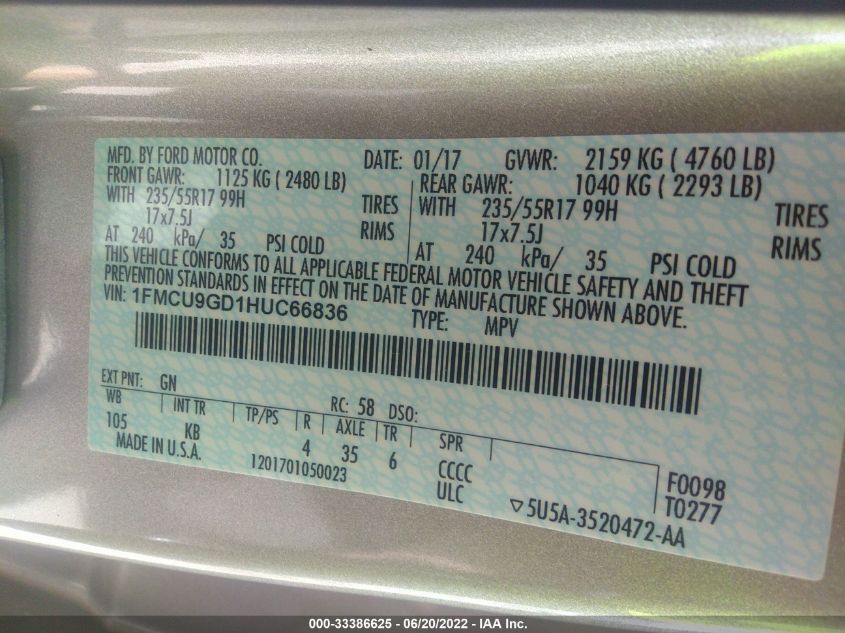 MFD. BY FORD MOTOR CO. DATE: 01/17 GVWR: 2159 KG ( 4760 LB)
FRONT GAWR: 1125 KG ( 2480 LB) REAR GAWR: 1040 KG ( 2293 LB)
WITH 235/55R17 99H TIRES WITH 235/55R17 99H TIRES
17x7.5J RIMS 17x7.5J RIMS
AT 240 kPa/ 35 PSI COLD AT 240 kPa/ 35 PSI COLD
THIS VEHICLE CONFORMS TO ALL APPLICABLE FEDERAL MOTOR VEHICLE SAFETY AND THEFT
PREVENTION STANDARDS IN EFFECT ON THE DATE OF MANUFACTURE SHOWN ABOVE.
VIN: 1FMCU9GD1HUC66836 TYPE: MPV
EXT PNT: GN RC: 58 DSO:
WB INT TR TP/PS R AXLE TR SPR
105 KB 4 35 6 CCCC F0098
MADE IN U.S.A. 1201701050023 ULC T0277
▽5U5A-3520472-AA
000-33386625 - 06/20/2022 - IAA Inc.